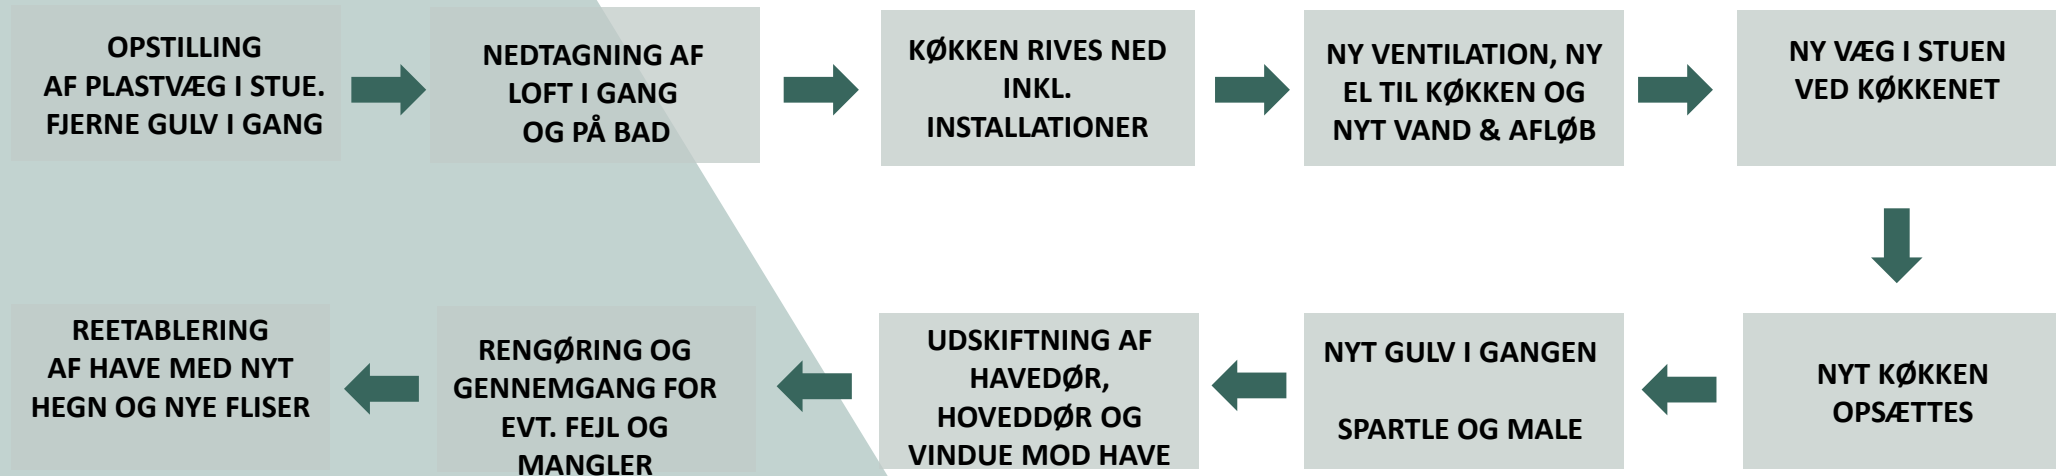 OPSTILLING
AF PLASTVÆG I STUE.
FJERNE GULV I GANG
NEDTAGNING AF
LOFT I GANG
OG PÅ BAD
KØKKEN RIVES NED
INKL.
INSTALLATIONER
NY VENTILATION, NY
EL TIL KØKKEN OG
NYT VAND & AFLØB
NY VÆG I STUEN
VED KØKKENET
NYT KØKKEN
OPSÆTTES
NYT GULV I GANGEN
SPARTLE OG MALE
UDSKIFTNING AF
HAVEDØR,
HOVEDDØR OG
VINDUE MOD HAVE
RENGØRING OG
GENNEMGANG FOR
EVT. FEJL OG
MANGLER
REETABLERING
AF HAVE MED NYT
HEGN OG NYE FLISER